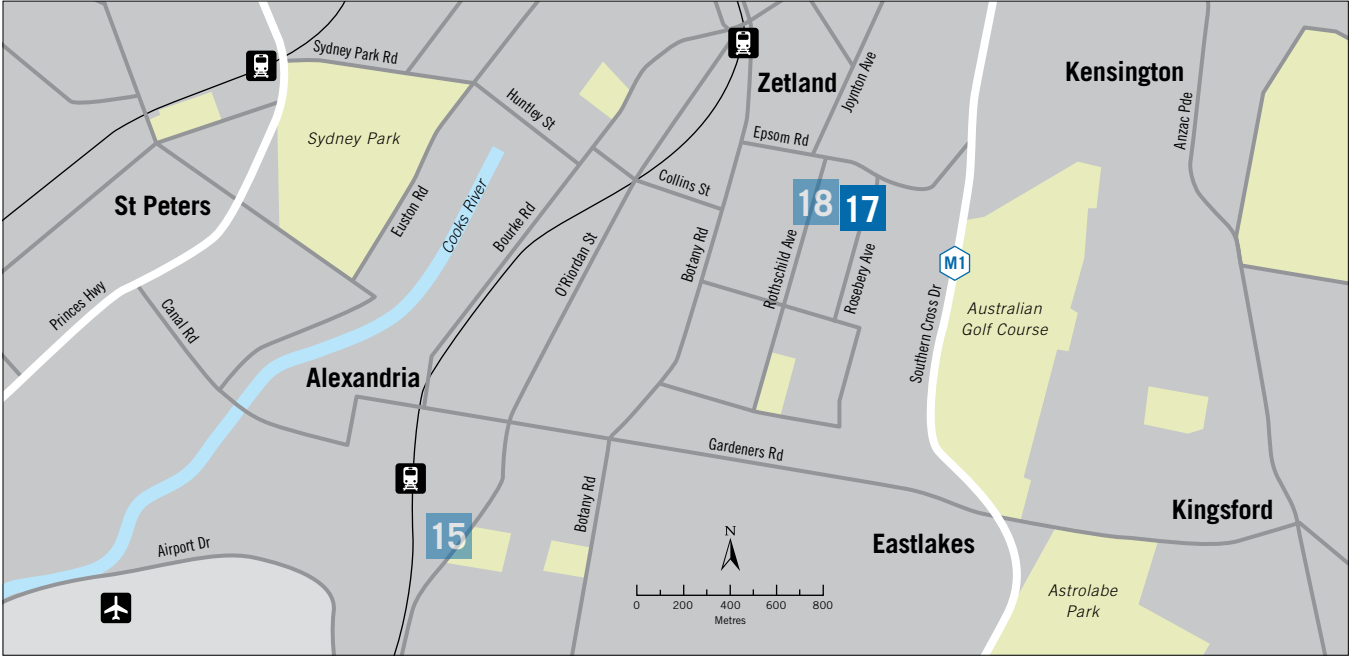 Sydney Park Rd
Zetland
Kensington
Joynton Ave
Anzac Pde
Huntley St
Epsom Rd
Sydney Park
Collins St
St Peters
Euston Rd
Cooks River
Bourke Rd
18
17
O'Riordan St
Botany Rd
Rothschild Ave
Rosebery Ave
M1
Princes Hwy
Canal Rd
Southern Cross Dr
Australian
Golf Course
Alexandria
Gardeners Rd
Botany Rd
Kingsford
15
Eastlakes
N
Airport Dr
0 200 400 600 800
Metres
Astrolabe
Park